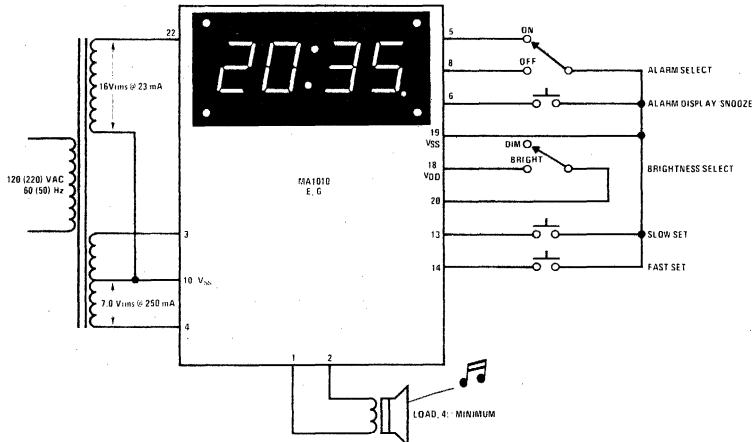 22
16Vrms @ 23 mA
120 (220) VAC
60 (50) Hz
3
10 VSS
7.0 Vrms @ 250 mA
4
20:35.
MA1010
E, G
5
ON
8
OFF
ALARM SELECT
6
ALARM DISPLAY SNOOZE
19
VSS
DIM
18
BRIGHT
VDD
BRIGHTNESS SELECT
20
13
SLOW SET
14
FAST SET
1
2
LOAD, 4 MINIMUM